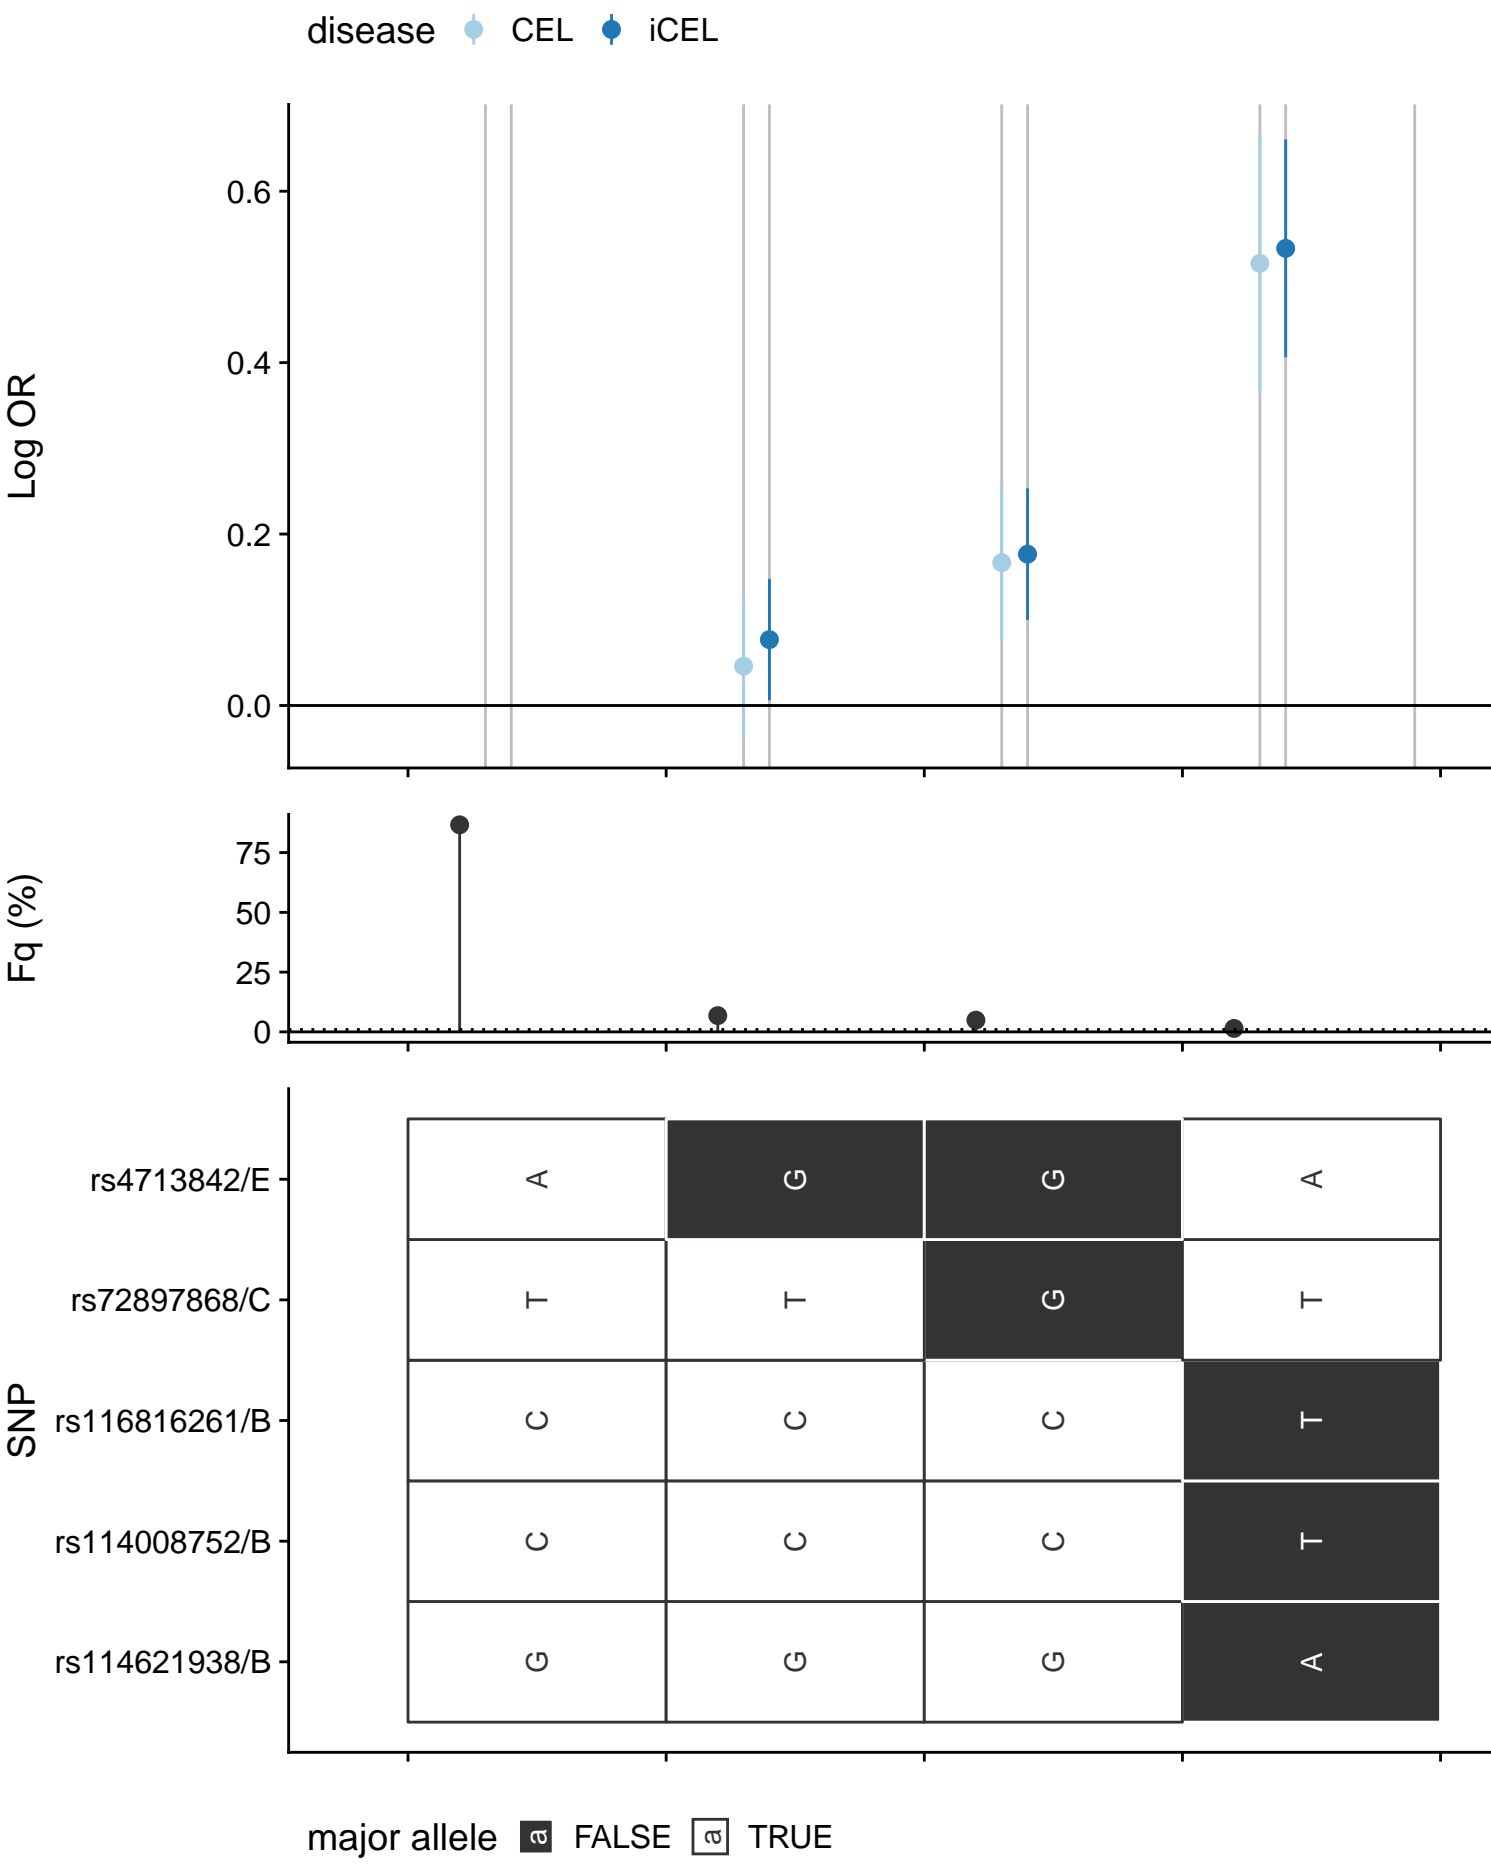 disease CEL iCEL
Log OR
0.6
0.4
0.2
0.0
Fq (%)
75
50
25
0
SNP
rs4713842/E A G G A
rs72897868/C T T G T
rs116816261/B C C C T
rs114008752/B C C C T
rs114621938/B G G G A
major allele a FALSE a TRUE